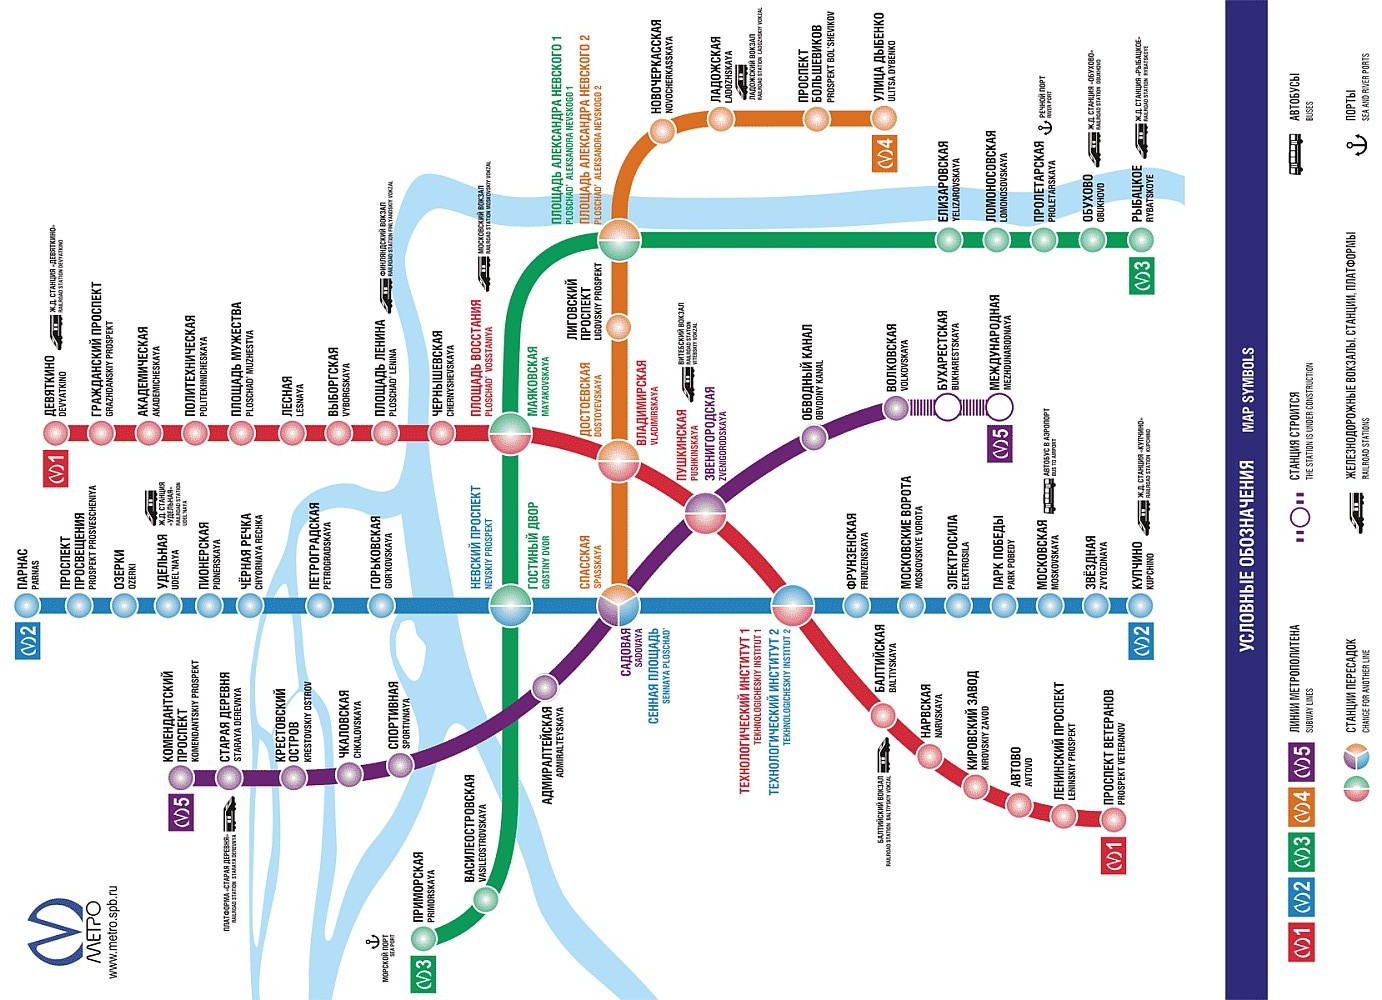 МЕТРО
www.metro.spb.ru
ДЕВЯТКИНО
DEVYATKINO
Ж.Д. СТАНЦИЯ «ДЕВЯТКИНО»
RAILROAD STATION DEVYATKINO
ГРАЖДАНСКИЙ ПРОСПЕКТ
GRAZHDANSKIY PROSPEKT
АКАДЕМИЧЕСКАЯ
AKADEMICHESKAYA
ПОЛИТЕХНИЧЕСКАЯ
POLITEHNICHESKAYA
ПЛОЩАДЬ МУЖЕСТВА
PLOSCHAD' MUZHESTVA
ЛЕСНАЯ
LESNAYA
ВЫБОРГСКАЯ
VYBORGSKAYA
ПЛОЩАДЬ ЛЕНИНА
PLOSCHAD' LENINA
ФИНЛЯНДСКИЙ ВОКЗАЛ
RAILROAD STATION FINLYANDSKIY VOKZAL
ЧЕРНЫШЕВСКАЯ
CHERNYSHEVSKAYA
ПЛОЩАДЬ ВОССТАНИЯ
PLOSCHAD' VOSSTANIYA
МОСКОВСКИЙ ВОКЗАЛ
RAILROAD STATION MOSKOVSKIY VOKZAL
МАЯКОВСКАЯ
MAYAKOVSKAYA
ДОСТОЕВСКАЯ
DOSTOYEVSKAYA
ВЛАДИМИРСКАЯ
VLADIMIRSKAYA
ПУШКИНСКАЯ
PUSHKINSKAYA
ЗВЕНИГОРОДСКАЯ
ZVENIGORODSKAYA
ВИТЕБСКИЙ ВОКЗАЛ
RAILROAD STATION
VITEBSKIY VOKZAL
ТЕХНОЛОГИЧЕСКИЙ ИНСТИТУТ 1
TEKHNOLOGICHESKIY INSTITUT 1
ТЕХНОЛОГИЧЕСКИЙ ИНСТИТУТ 2
TEKHNOLOGICHESKIY INSTITUT 2
БАЛТИЙСКАЯ
BALTIYSKAYA
БАЛТИЙСКИЙ ВОКЗАЛ
RAILROAD STATION BALTIYSKIY VOKZAL
НАРВСКАЯ
NARVSKAYA
КИРОВСКИЙ ЗАВОД
KIROVSKIY ZAVOD
АВТОВО
AVTOVO
ЛЕНИНСКИЙ ПРОСПЕКТ
LENINSKIY PROSPEKT
ПРОСПЕКТ ВЕТЕРАНОВ
PROSPEKT VETERANOV
1
1
ПАРНАС
PARNAS
ПРОСПЕКТ
ПРОСВЕЩЕНИЯ
PROSPEKT PROSVESCHENIYA
ОЗЕРКИ
OZERKI
УДЕЛЬНАЯ
UDEL'NAYA
Ж.Д. СТАНЦИЯ
«УДЕЛЬНАЯ»
RAILROAD STATION
UDEL'NAYA
ПИОНЕРСКАЯ
PIONERSKAYA
ЧЁРНАЯ РЕЧКА
CHYORNAYA RECHKA
ПЕТРОГРАДСКАЯ
PETROGRADSKAYA
ГОРЬКОВСКАЯ
GOR'KOVSKAYA
НЕВСКИЙ ПРОСПЕКТ
NEVSKIY PROSPEKT
ГОСТИНЫЙ ДВОР
GOSTINIY DVOR
СПАССКАЯ
SPASSKAYA
САДОВАЯ
SADOVAYA
СЕННАЯ ПЛОЩАДЬ
SENNAYA PLOSCHAD'
ФРУНЗЕНСКАЯ
FRUNZENSKAYA
МОСКОВСКИЕ ВОРОТА
MOSKOVSKIYE VOROTA
ЭЛЕКТРОСИЛА
ELEKTROSILA
ПАРК ПОБЕДЫ
PARK POBEDY
МОСКОВСКАЯ
MOSKOVSKAYA
АВТОБУС В АЭРОПОРТ
BUS TO AIRPORT
ЗВЁЗДНАЯ
ZVYOZDNAYA
КУПЧИНО
KUPCHINO
Ж.Д. СТАНЦИЯ «КУПЧИНО»
RAILROAD STATION KUPCHINO
2
2
МОРСКОЙ ПОРТ
SEA PORT
ПРИМОРСКАЯ
PRIMORSKAYA
ВАСИЛЕОСТРОВСКАЯ
VASILEOSTROVSKAYA
ПЛОЩАДЬ АЛЕКСАНДРА НЕВСКОГО 1
PLOSCHAD' ALEKSANDRA NEVSKOGO 1
ПЛОЩАДЬ АЛЕКСАНДРА НЕВСКОГО 2
PLOSCHAD' ALEKSANDRA NEVSKOGO 2
ЕЛИЗАРОВСКАЯ
YELIZAROVSKAYA
ЛОМОНОСОВСКАЯ
LOMONOSOVSKAYA
ПРОЛЕТАРСКАЯ
PROLETARSKAYA
РЕЧНОЙ ПОРТ
RIVER PORT
ОБУХОВО
OBUKHOVO
Ж.Д. СТАНЦИЯ «ОБУХОВО»
RAILROAD STATION OBUKHOVO
РЫБАЦКОЕ
RYBATSKOYE
Ж.Д. СТАНЦИЯ «РЫБАЦКОЕ»
RAILROAD STATION RYBATSKOYE
3
3
ЛИГОВСКИЙ
ПРОСПЕКТ
LIGOVSKIY PROSPEKT
НОВОЧЕРКАССКАЯ
NOVOCHERKASSKAYA
ЛАДОЖСКАЯ
LADOZHSKAYA
ЛАДОЖСКИЙ ВОКЗАЛ
RAILROAD STATION LADOZHSKIY VOKZAL
ПРОСПЕКТ
БОЛЬШЕВИКОВ
PROSPEKT BOL'SHEVIKOV
УЛИЦА ДЫБЕНКО
ULITSA DYBENKO
4
КОМЕНДАНТСКИЙ
ПРОСПЕКТ
KOMENDANTSKIY PROSPEKT
СТАРАЯ ДЕРЕВНЯ
STARAYA DEREVNYA
ПЛАТФОРМА «СТАРАЯ ДЕРЕВНЯ»
RAILROAD STATION STARAYA DEREVNYA
КРЕСТОВСКИЙ
ОСТРОВ
KRESTOVSKIY OSTROV
ЧКАЛОВСКАЯ
CHKALOVSKAYA
СПОРТИВНАЯ
SPORTIVNAYA
АДМИРАЛТЕЙСКАЯ
ADMIRALTEYSKAYA
ОБВОДНЫЙ КАНАЛ
OBVODNIY KANAL
ВОЛКОВСКАЯ
VOLKOVSKAYA
БУХАРЕСТСКАЯ
BUKHARESTSKAYA
МЕЖДУНАРОДНАЯ
MEZHDUNARODNAYA
5
5
УСЛОВНЫЕ ОБОЗНАЧЕНИЯ MAP SYMBOLS
1 2 3 4 5
ЛИНИИ МЕТРОПОЛИТЕНА
SUBWAY LINES
СТАНЦИЯ СТРОИТСЯ
THE STATION IS UNDER CONSTRUCTION
АВТОБУСЫ
BUSES
СТАНЦИИ ПЕРЕСАДОК
CHANGE FOR ANOTHER LINE
ЖЕЛЕЗНОДОРОЖНЫЕ ВОКЗАЛЫ, СТАНЦИИ, ПЛАТФОРМЫ
RAILROAD STATIONS
ПОРТЫ
SEA AND RIVER PORTS